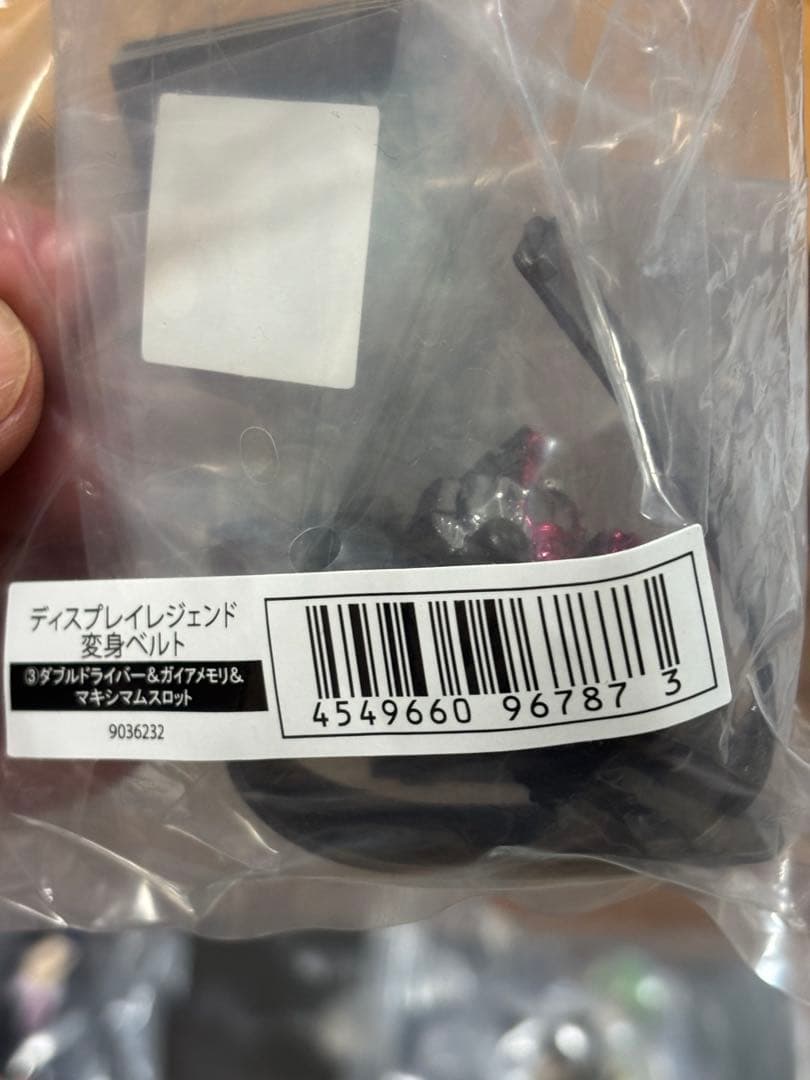 ディスプレイレジェンド
変身ベルト
③ダブルドライバー&ガイアメモリ&
マキシマムスロット
9036232
4549660 967873